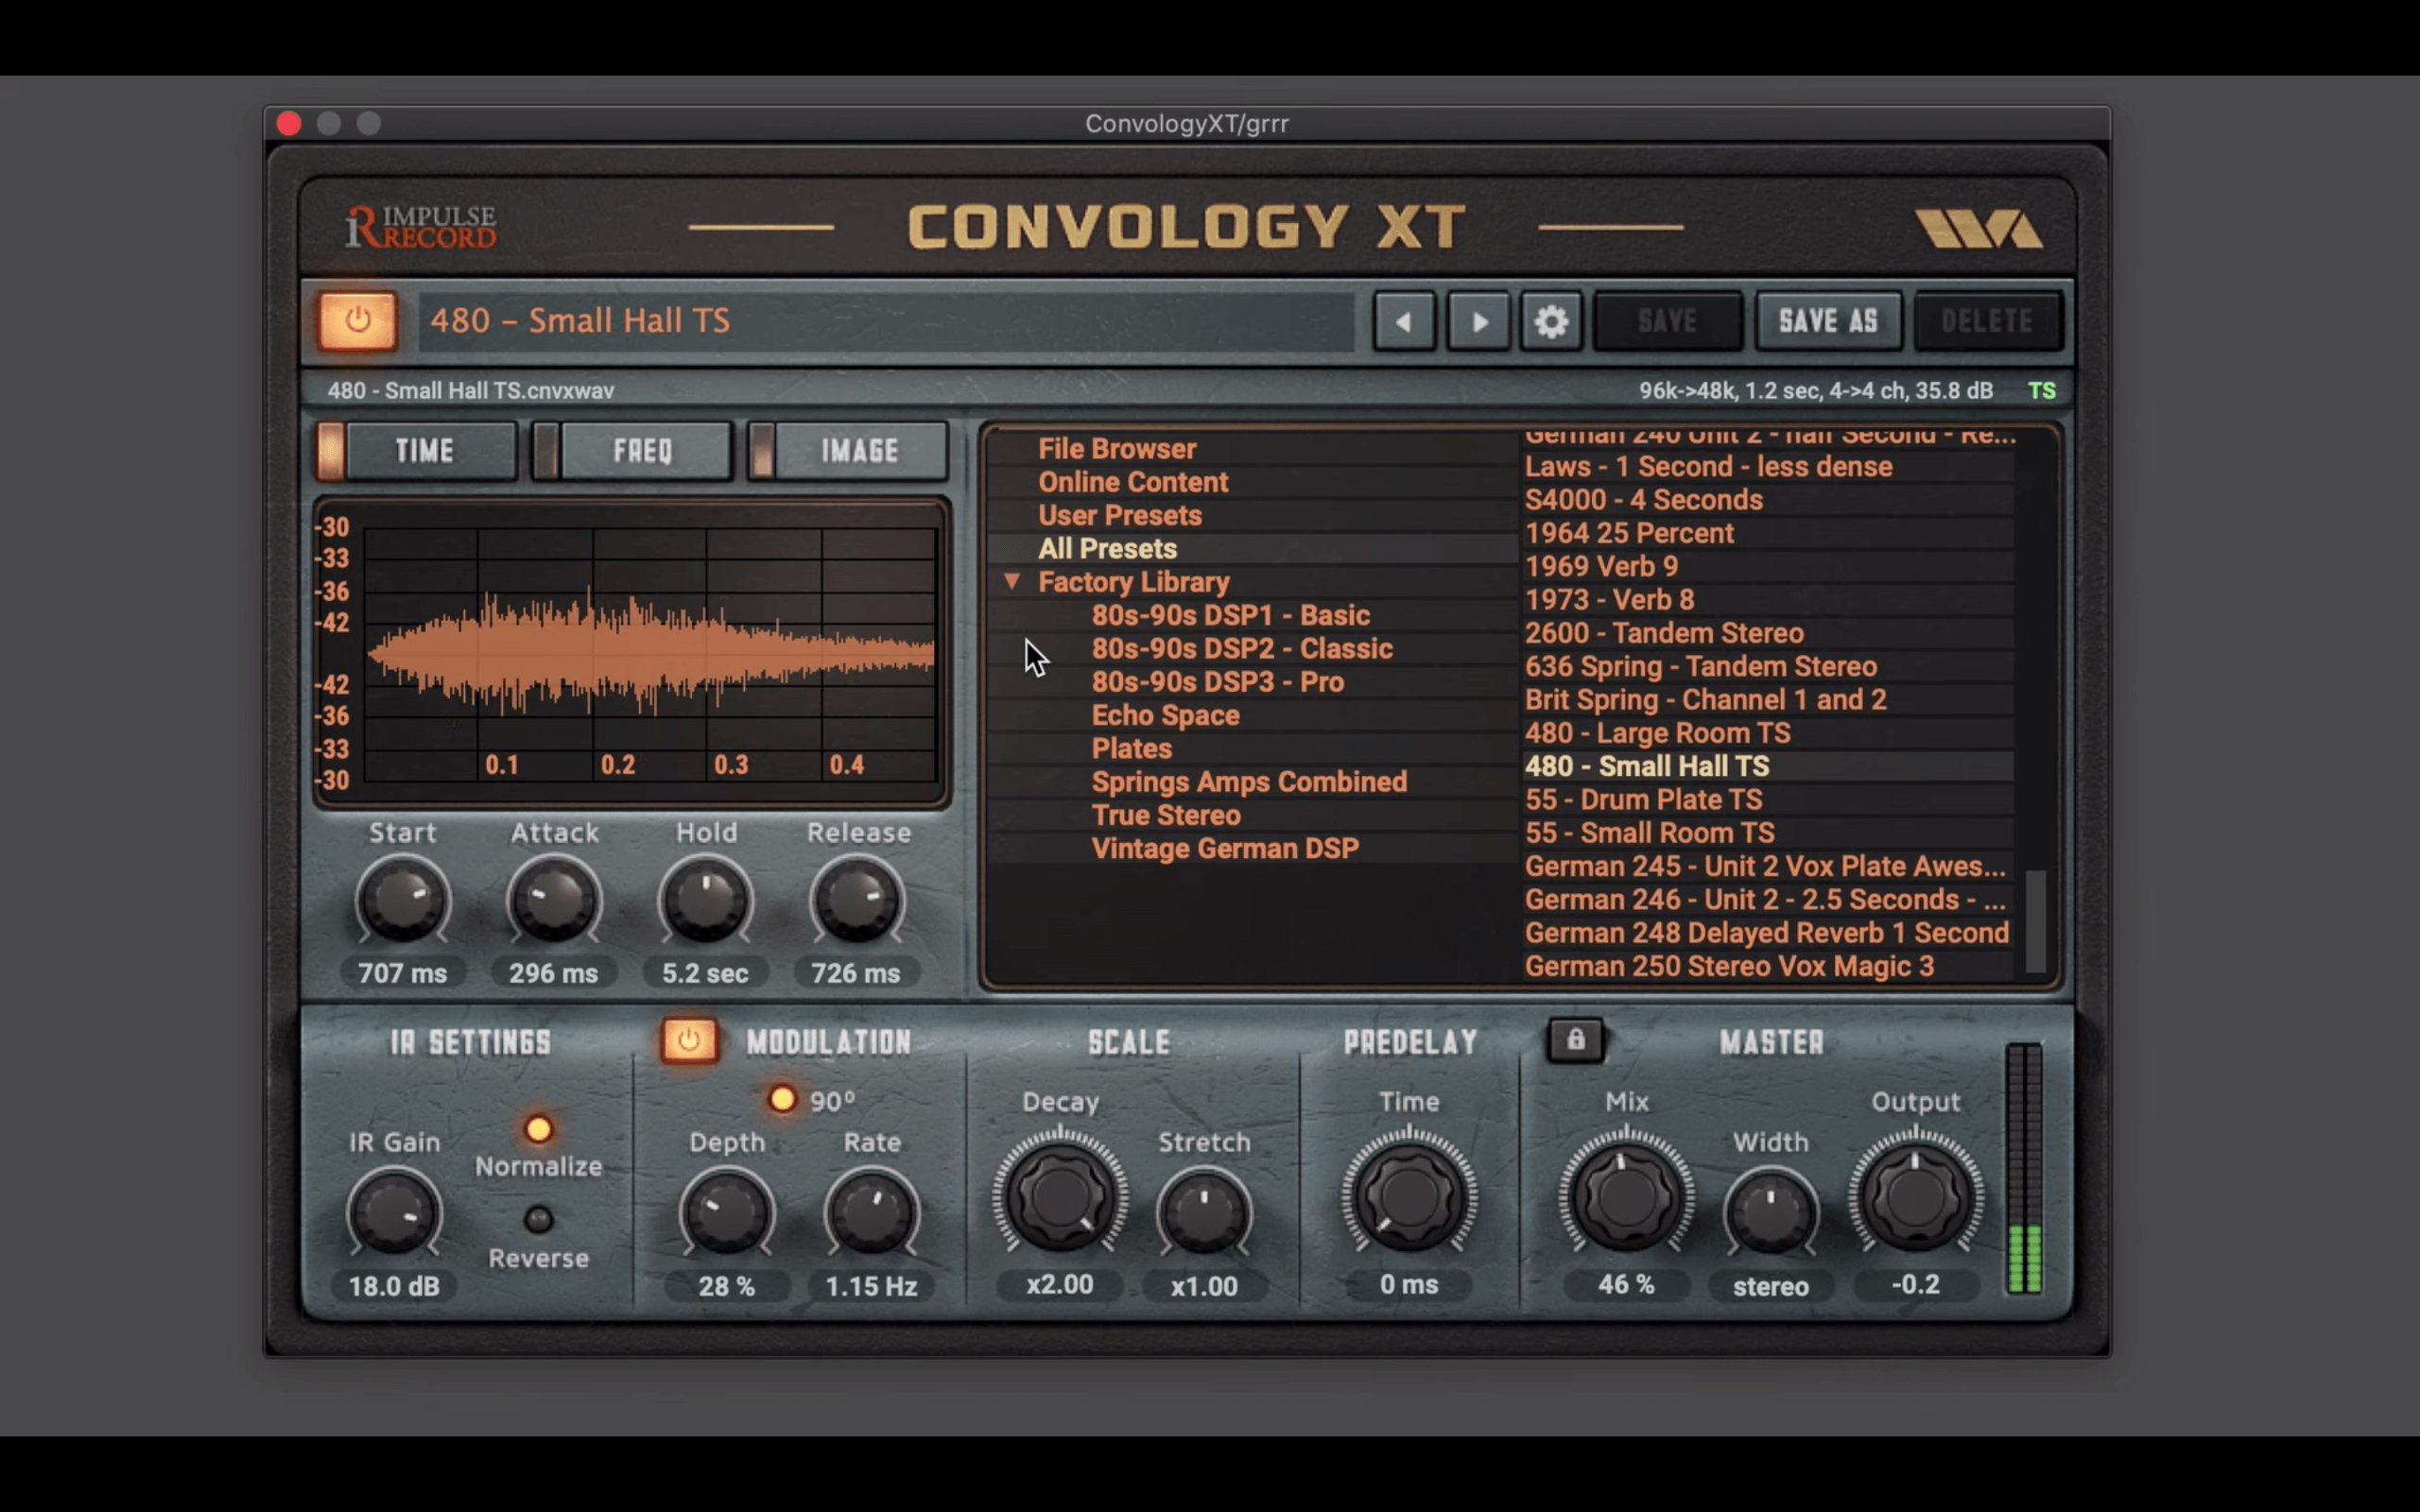 ConvologyXT/grrr
iR IMPULSE RECORD
CONVOLOGY XT
480 – Small Hall TS
SAVE
SAVE AS
DELETE
480 - Small Hall TS.cnvxwav
96k->48k, 1.2 sec, 4->4 ch, 35.8 dB
TS
TIME
FREQ
IMAGE
-30
-33
-36
-42
-42
-36
-33
-30
0.1
0.2
0.3
0.4
Start
Attack
Hold
Release
707 ms
296 ms
5.2 sec
726 ms
File Browser
Online Content
User Presets
All Presets
Factory Library
80s-90s DSP1 - Basic
80s-90s DSP2 - Classic
80s-90s DSP3 - Pro
Echo Space
Plates
Springs Amps Combined
True Stereo
Vintage German DSP
German 240 Unit 2 - Half Second - Re...
Laws - 1 Second - less dense
S4000 - 4 Seconds
1964 25 Percent
1969 Verb 9
1973 - Verb 8
2600 - Tandem Stereo
636 Spring - Tandem Stereo
Brit Spring - Channel 1 and 2
480 - Large Room TS
480 - Small Hall TS
55 - Drum Plate TS
55 - Small Room TS
German 245 - Unit 2 Vox Plate Awes...
German 246 - Unit 2 - 2.5 Seconds - ...
German 248 Delayed Reverb 1 Second
German 250 Stereo Vox Magic 3
IR SETTINGS
IR Gain
Normalize
Reverse
18.0 dB
MODULATION
90º
Depth
Rate
28 %
1.15 Hz
SCALE
Decay
Stretch
x2.00
x1.00
PREDELAY
Time
0 ms
MASTER
Mix
Width
Output
46 %
stereo
-0.2